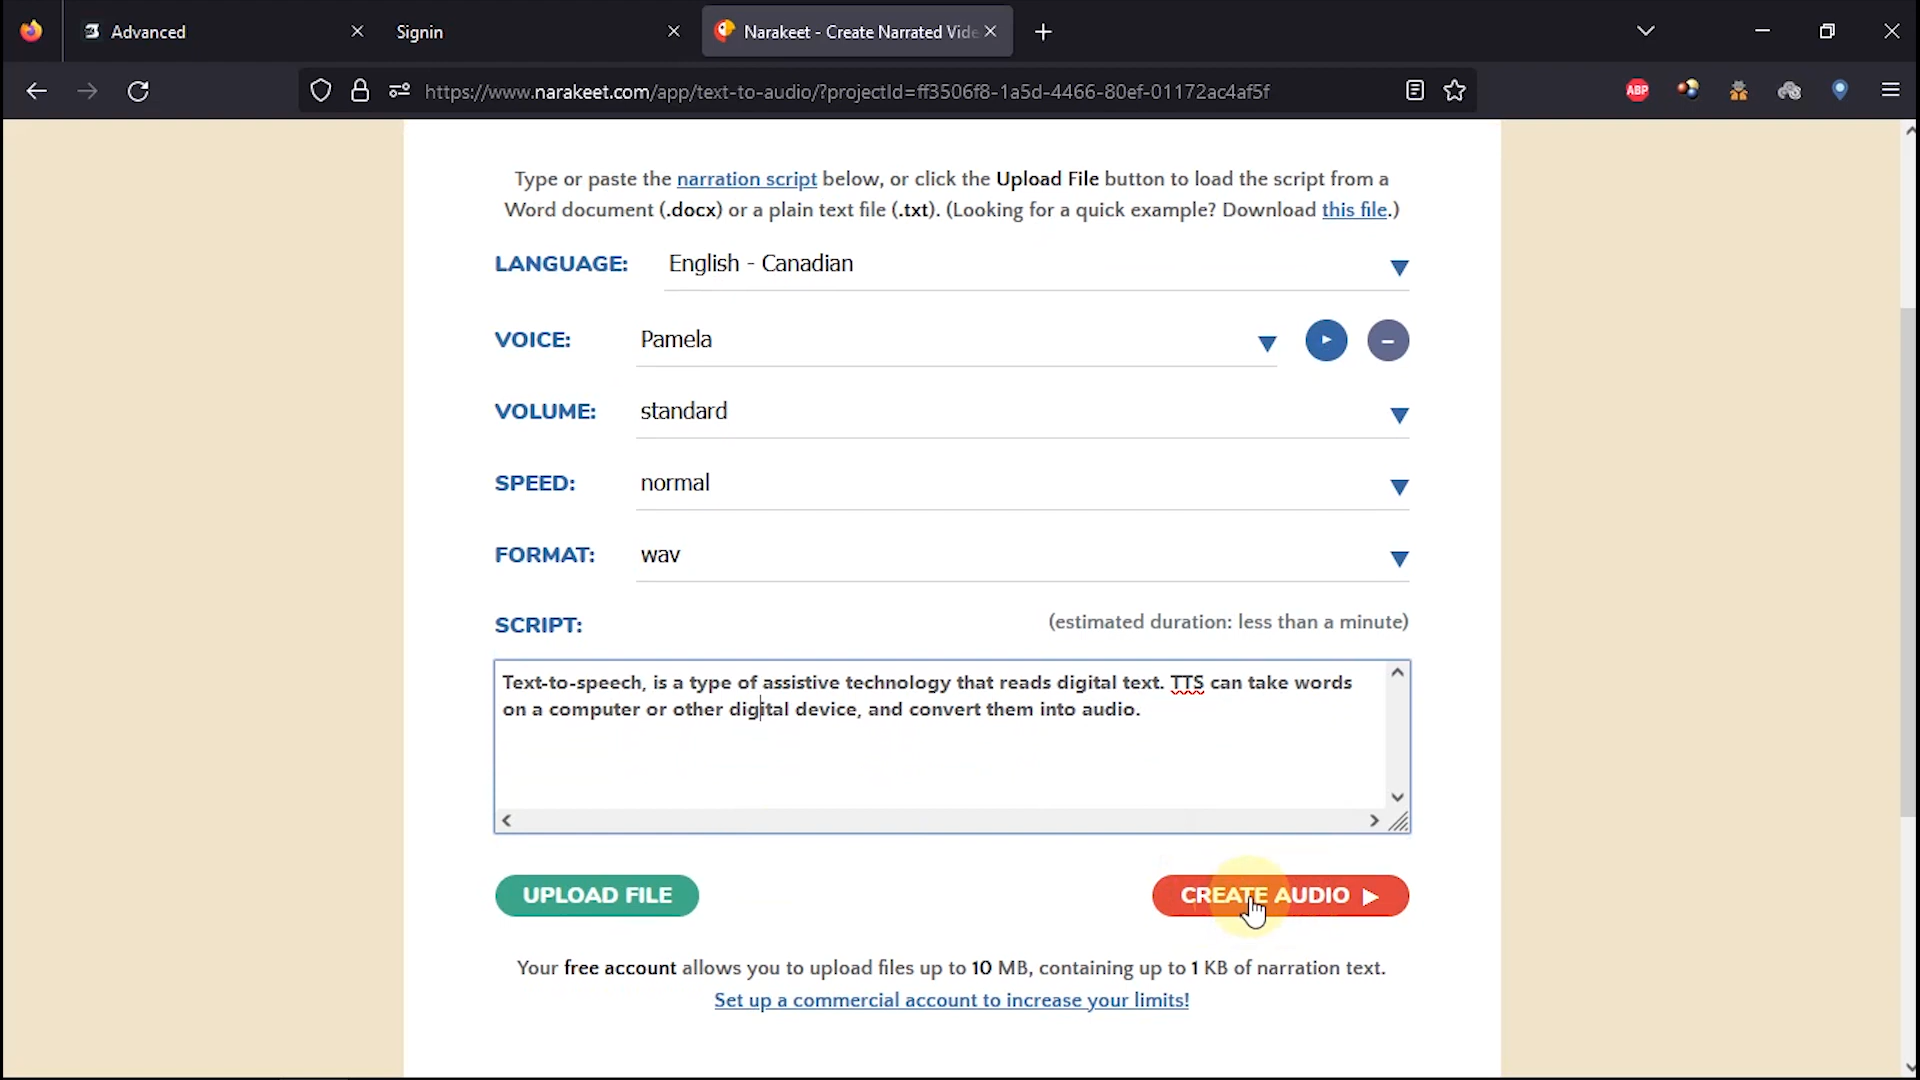 Advanced
Signin
Narakeet - Create Narrated Vide
https://www.narakeet.com/app/text-to-audio/?projectId=ff3506f8-1a5d-4466-80ef-01172ac4af5f
ABP
Type or paste the narration script below, or click the Upload File button to load the script from a
Word document (.docx) or a plain text file (.txt). (Looking for a quick example? Download this file.)
LANGUAGE: English - Canadian
VOICE: Pamela
VOLUME: standard
SPEED: normal
FORMAT: wav
SCRIPT: (estimated duration: less than a minute)
Text-to-speech, is a type of assistive technology that reads digital text. TTS can take words
on a computer or other digital device, and convert them into audio.
UPLOAD FILE CREATE AUDIO
Your free account allows you to upload files up to 10 MB, containing up to 1 KB of narration text.
Set up a commercial account to increase your limits!